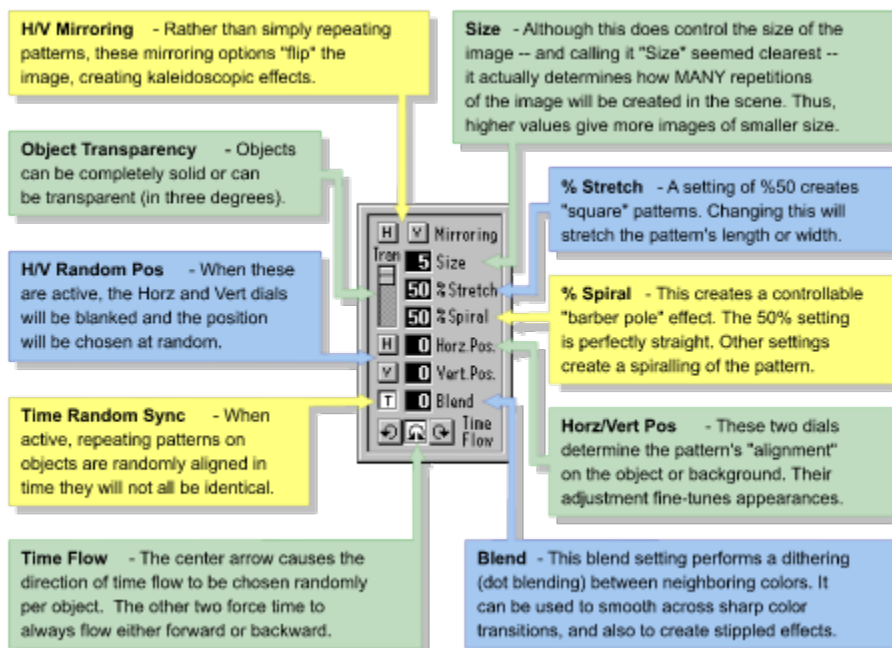 H/V Mirroring - Rather than simply repeating
patterns, these mirroring options "flip" the
image, creating kaleidoscopic effects.
Size - Although this does control the size of the
image -- and calling it "Size" seemed clearest --
it actually determines how MANY repetitions
of the image will be created in the scene. Thus,
higher values give more images of smaller size.
Object Transparency - Objects
can be completely solid or can
be transparent (in three degrees).
% Stretch - A setting of %50 creates
"square" patterns. Changing this will
stretch the pattern's length or width.
H/V Random Pos - When these
are active, the Horz and Vert dials
will be blanked and the position
will be chosen at random.
% Spiral - This creates a controllable
"barber pole" effect. The 50% setting
is perfectly straight. Other settings
create a spiralling of the pattern.
Time Random Sync - When
active, repeating patterns on
objects are randomly aligned in
time they will not all be identical.
Horz/Vert Pos - These two dials
determine the pattern's "alignment"
on the object or background. Their
adjustment fine-tunes appearances.
Time Flow - The center arrow causes the
direction of time flow to be chosen randomly
per object. The other two force time to
always flow either forward or backward.
Blend - This blend setting performs a dithering
(dot blending) between neighboring colors. It
can be used to smooth across sharp color
transitions, and also to create stippled effects.
H V Mirroring
Tran 5 Size
50 %Stretch
50 %Spiral
H 0 Horz.Pos.
V 0 Vert.Pos.
T 0 Blend
Time
Flow